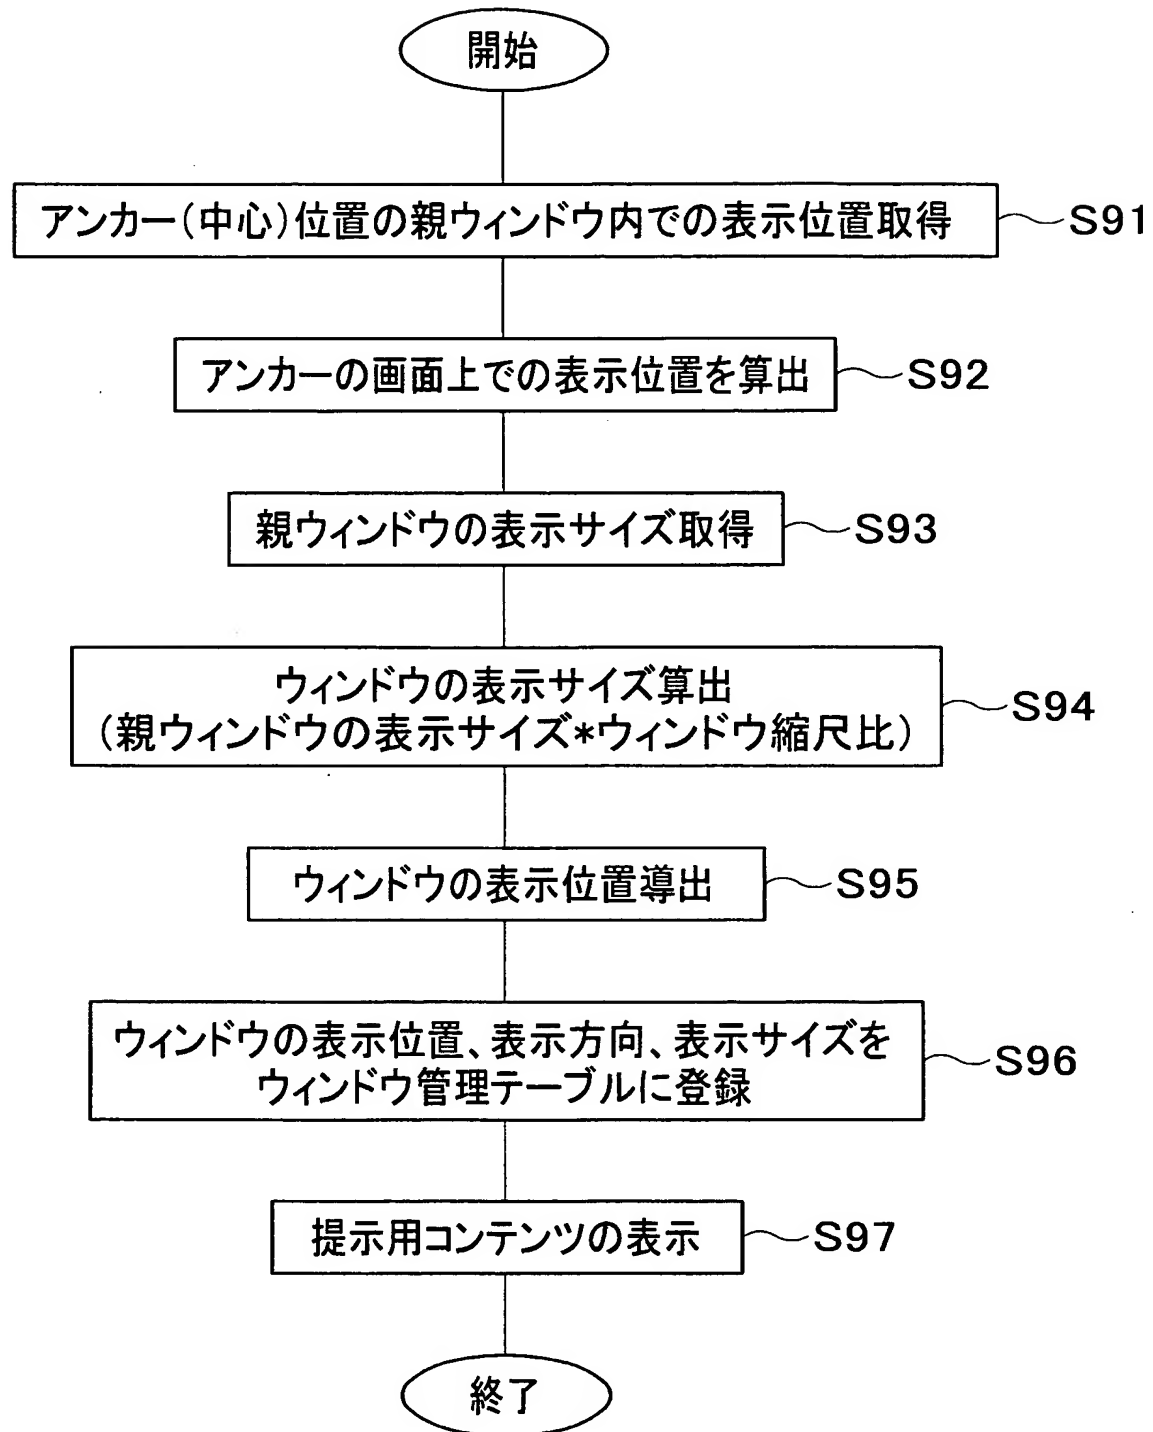 開始
アンカー(中心)位置の親ウィンドウ内での表示位置取得
S91
アンカーの画面上での表示位置を算出
S92
親ウィンドウの表示サイズ取得
S93
ウィンドウの表示サイズ算出
(親ウィンドウの表示サイズ*ウィンドウ縮尺比)
S94
ウィンドウの表示位置導出
S95
ウィンドウの表示位置、表示方向、表示サイズを
ウィンドウ管理テーブルに登録
S96
提示用コンテンツの表示
S97
終了